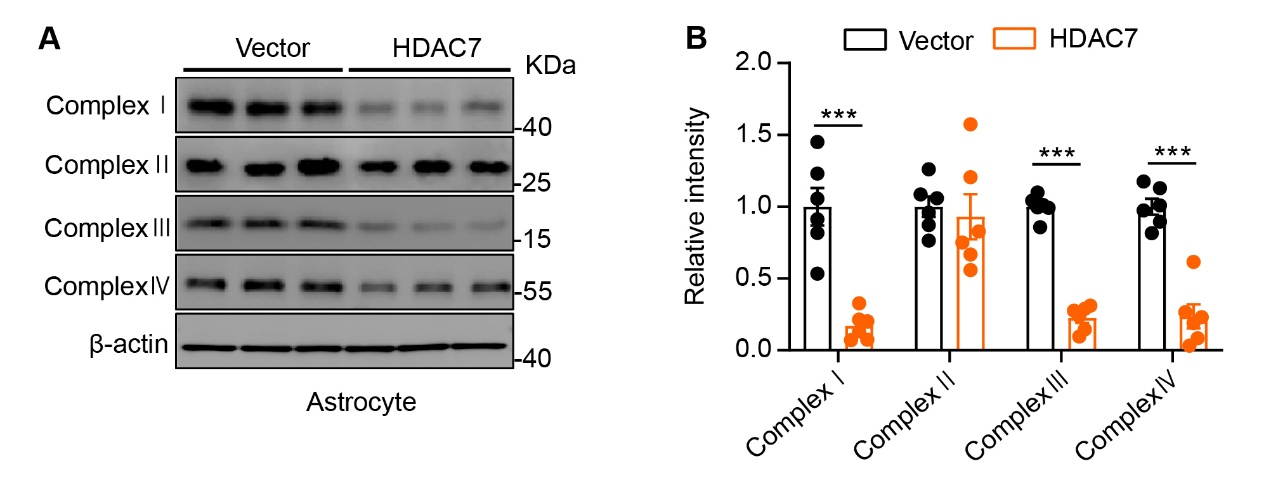 A
Vector HDAC7
KDa
Complex I
-40
Complex II
-25
Complex III
-15
Complex IV
-55
β-actin
-40
Astrocyte
B
Vector HDAC7
Relative intensity
2.0
1.5
1.0
0.5
0.0
***
***
***
Complex I
Complex II
Complex III
Complex IV